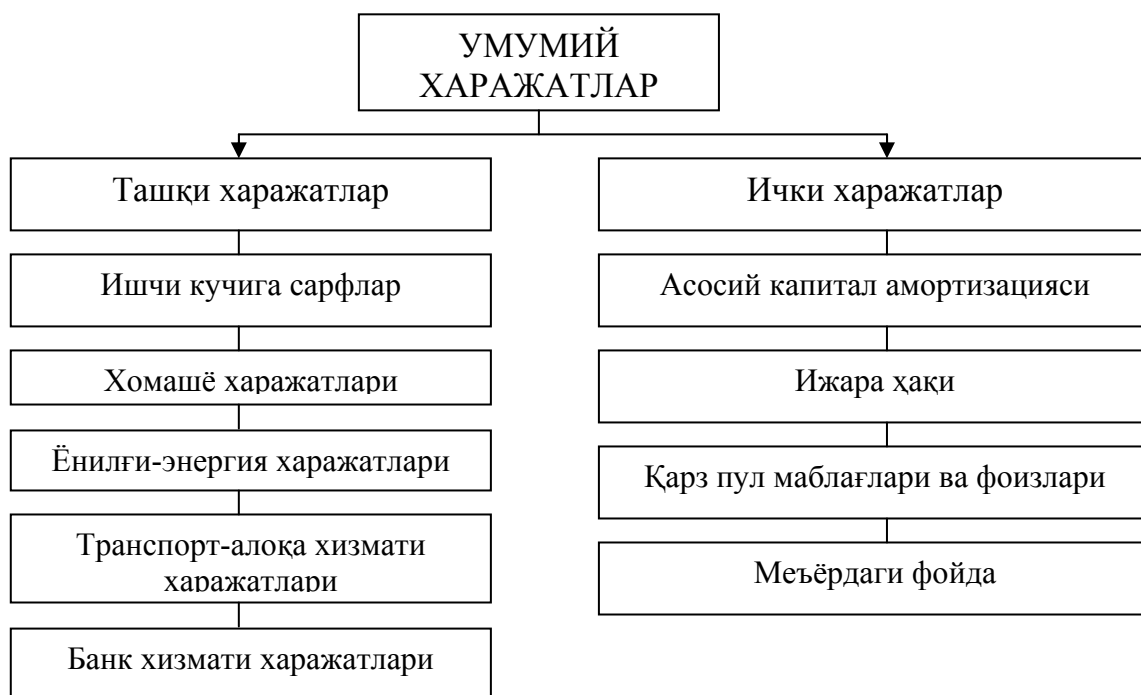 УМУМИЙ
ХАРАЖАТЛАР
Ташқи харажатлар
Ишчи кучига сарфлар
Хомашё харажатлари
Ёнилғи-энергия харажатлари
Транспорт-алоқа хизмати
харажатлари
Банк хизмати харажатлари
Ички харажатлар
Асосий капитал амортизацияси
Ижара ҳақи
Қарз пул маблағлари ва фоизлари
Меъёрдаги фойда